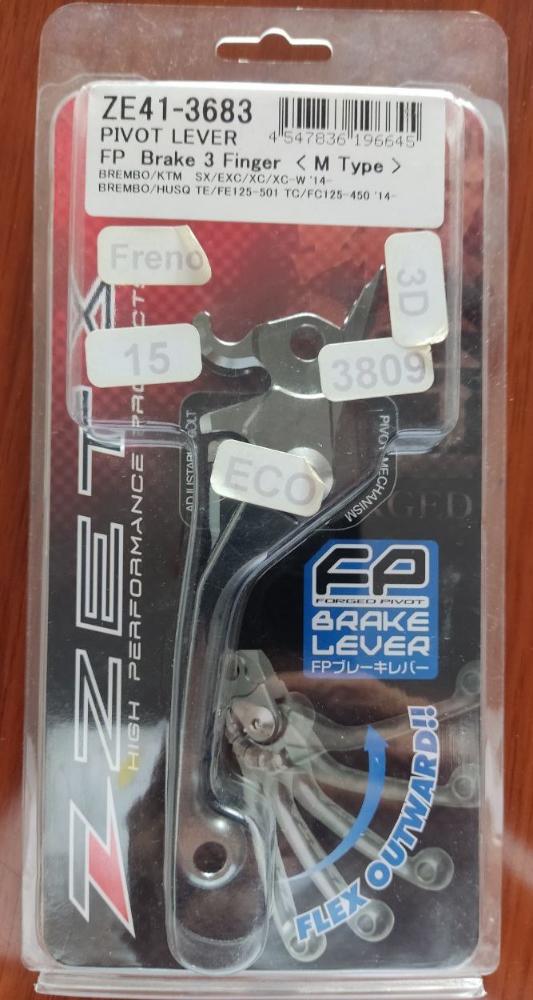 ZE41-3683
PIVOT LEVER
4 547836 196645
FP Brake 3 Finger < M Type >
BREMBO/KTM SX/EXC/XC/XC-W '14-
BREMBO/HUSQ TE/FE125-501 TC/FC125-450 '14-
Freno
3D
15
3809
ECO
ADJUSTABLE BOLT
PIVOT MECHANISM
FORGED
ZETA
HIGH PERFORMANCE PRODUCTS
FP
FORGED PIVOT
BRAKE
LEVER
FPブレーキレバー
FLEX OUTWARD!!